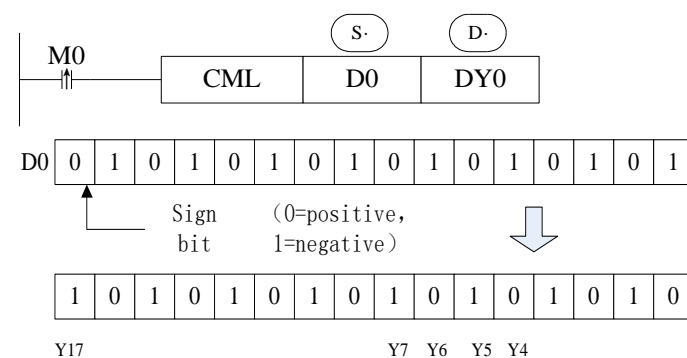 S· D·
M0
CML D0 DY0
D0 0 1 0 1 0 1 0 1 0 1 0 1 0 1 0 1
Sign (0=positive,
bit 1=negative)
1 0 1 0 1 0 1 0 1 0 1 0 1 0 1 0
Y17 Y7 Y6 Y5 Y4